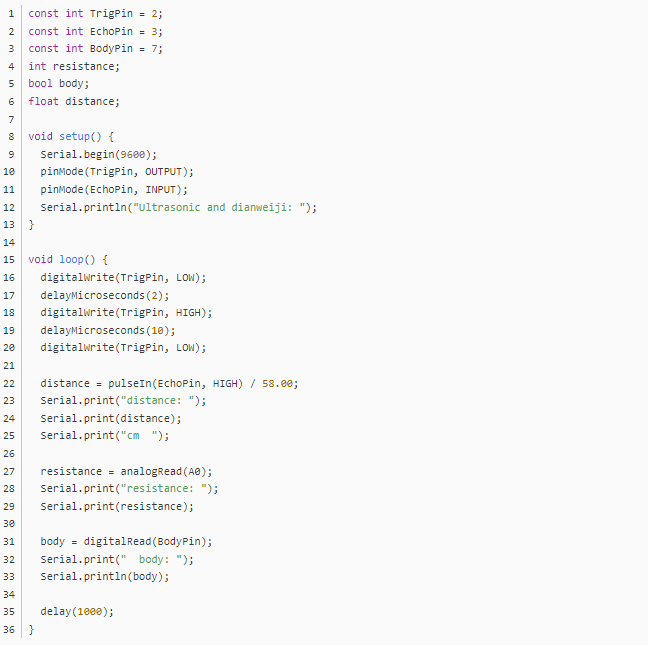 1 const int TrigPin = 2;
2 const int EchoPin = 3;
3 const int BodyPin = 7;
4 int resistance;
5 bool body;
6 float distance;
7
8 void setup() {
9   Serial.begin(9600);
10   pinMode(TrigPin, OUTPUT);
11   pinMode(EchoPin, INPUT);
12   Serial.println("Ultrasonic and dianweiji: ");
13 }
14
15 void loop() {
16   digitalWrite(TrigPin, LOW);
17   delayMicroseconds(2);
18   digitalWrite(TrigPin, HIGH);
19   delayMicroseconds(10);
20   digitalWrite(TrigPin, LOW);
21
22   distance = pulseIn(EchoPin, HIGH) / 58.00;
23   Serial.print("distance: ");
24   Serial.print(distance);
25   Serial.print("cm  ");
26
27   resistance = analogRead(A0);
28   Serial.print("resistance: ");
29   Serial.print(resistance);
30
31   body = digitalRead(BodyPin);
32   Serial.print("  body: ");
33   Serial.println(body);
34
35   delay(1000);
36 }